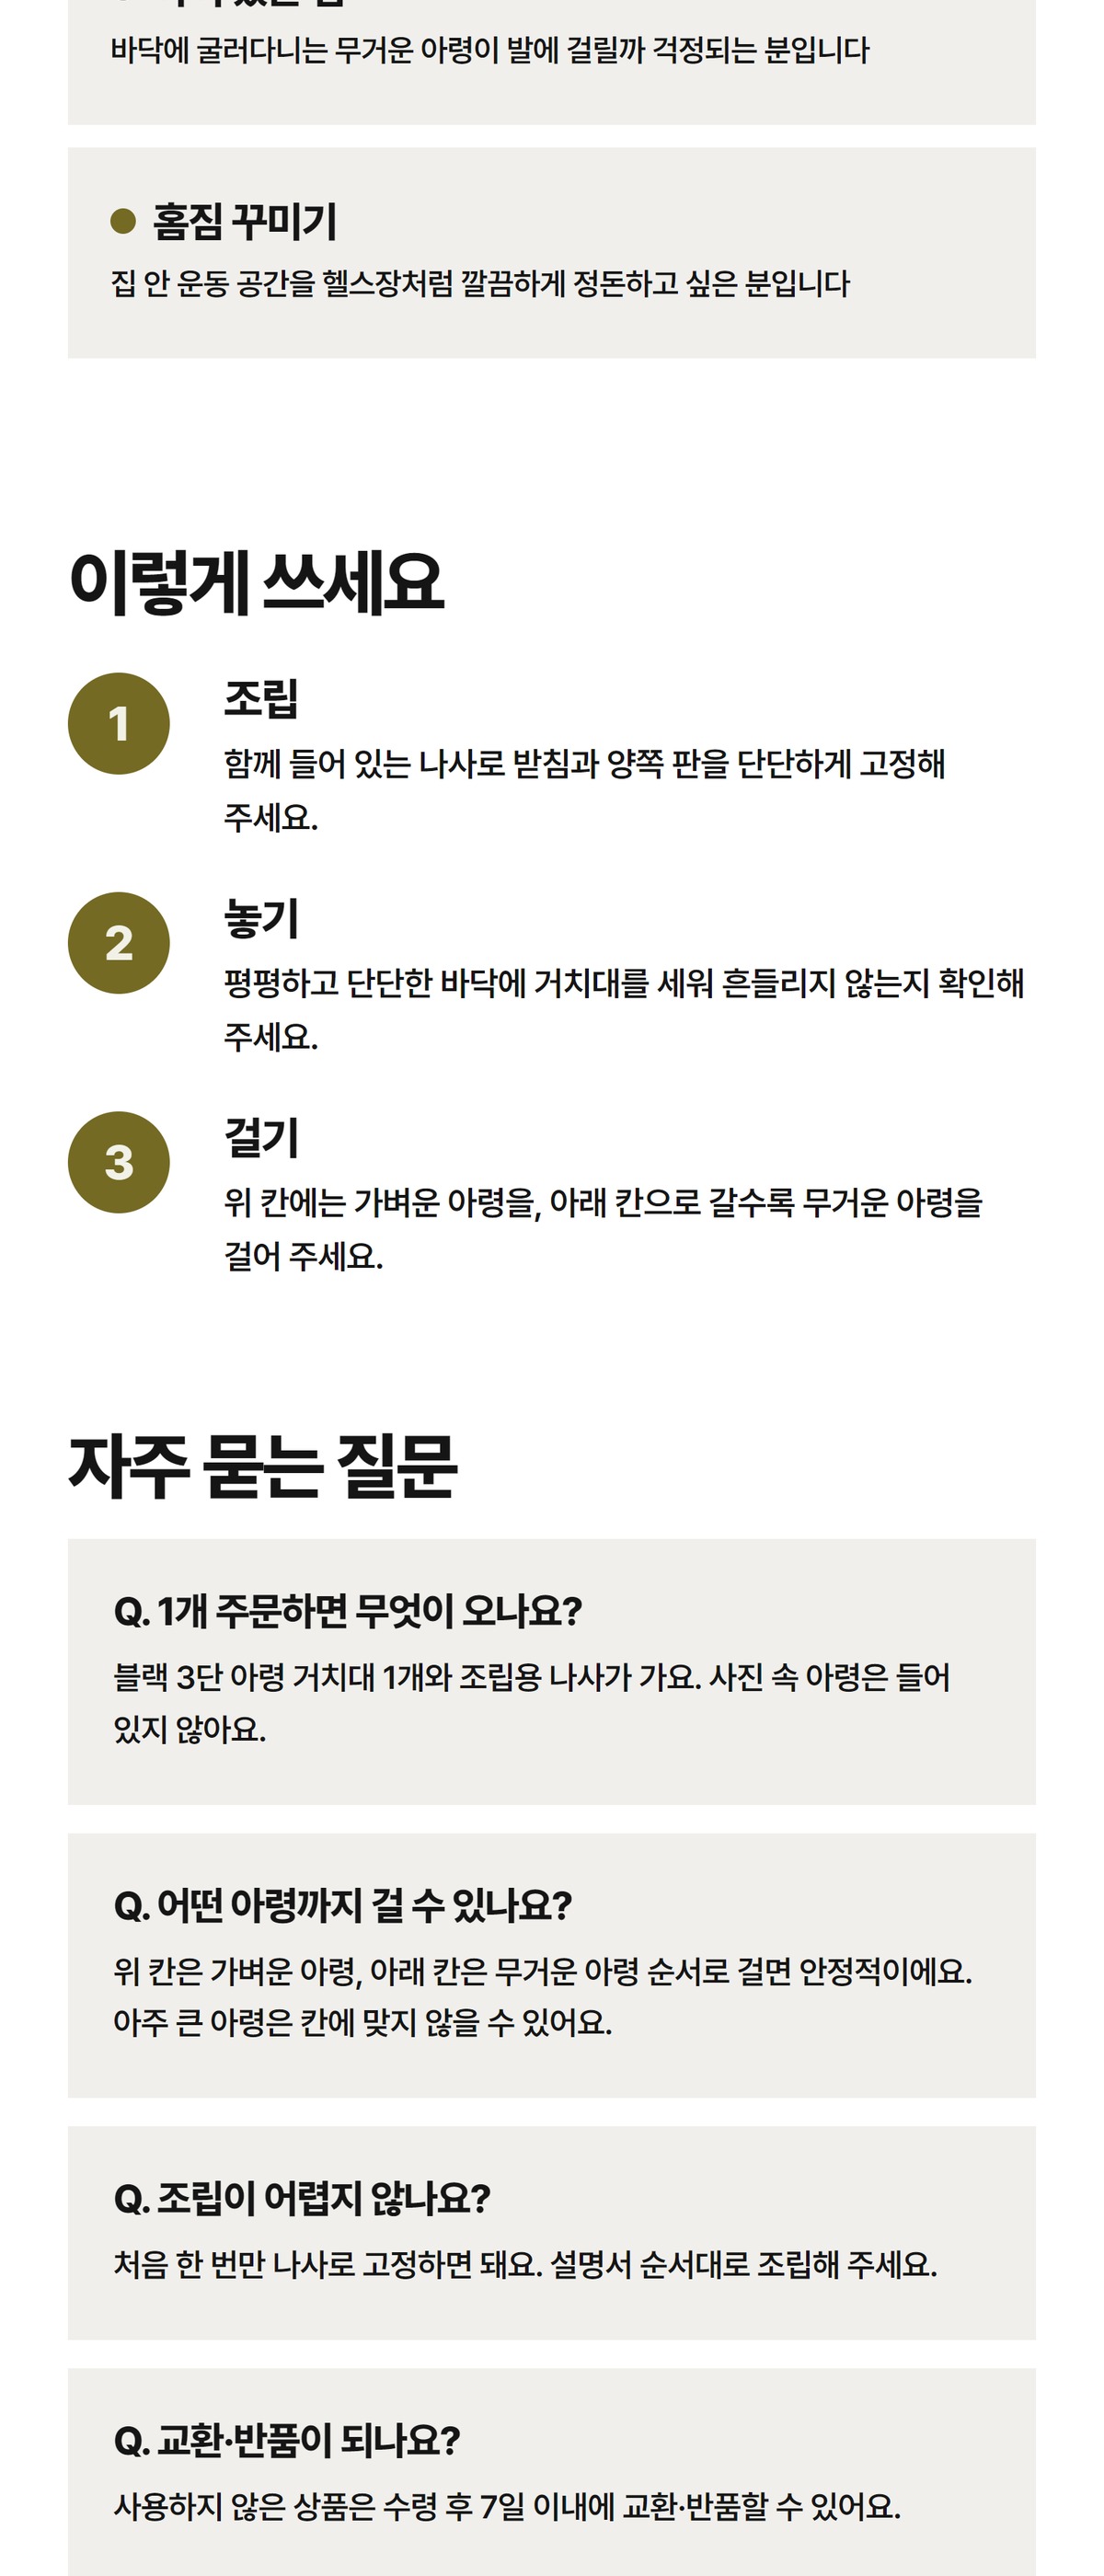 바닥에 굴러다니는 무거운 아령이 발에 걸릴까 걱정되는 분입니다
홈짐 꾸미기
집 안 운동 공간을 헬스장처럼 깔끔하게 정돈하고 싶은 분입니다
이렇게 쓰세요
1
조립
함께 들어 있는 나사로 받침과 양쪽 판을 단단하게 고정해
주세요.
2
놓기
평평하고 단단한 바닥에 거치대를 세워 흔들리지 않는지 확인해
주세요.
3
걸기
위 칸에는 가벼운 아령을, 아래 칸으로 갈수록 무거운 아령을
걸어 주세요.
자주 묻는 질문
Q. 1개 주문하면 무엇이 오나요?
블랙 3단 아령 거치대 1개와 조립용 나사가 가요. 사진 속 아령은 들어
있지 않아요.
Q. 어떤 아령까지 걸 수 있나요?
위 칸은 가벼운 아령, 아래 칸은 무거운 아령 순서로 걸면 안정적이에요.
아주 큰 아령은 칸에 맞지 않을 수 있어요.
Q. 조립이 어렵지 않나요?
처음 한 번만 나사로 고정하면 돼요. 설명서 순서대로 조립해 주세요.
Q. 교환·반품이 되나요?
사용하지 않은 상품은 수령 후 7일 이내에 교환·반품할 수 있어요.